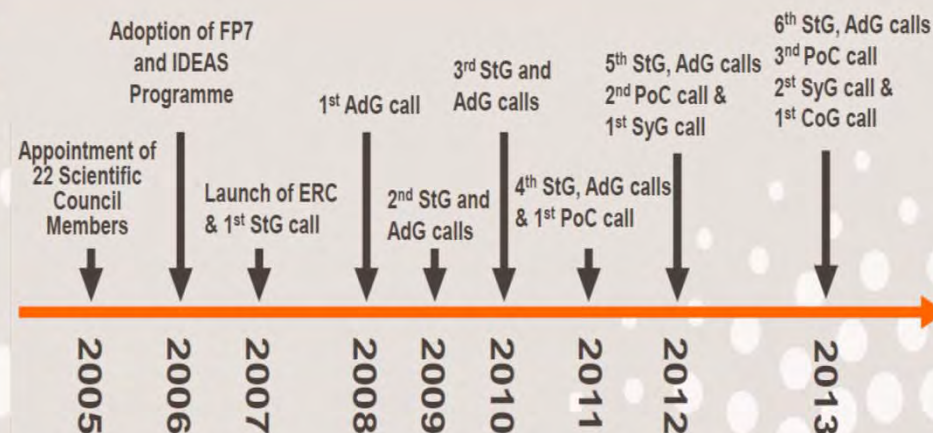 Adoption of FP7
and IDEAS
Programme
Appointment of
22 Scientific
Council
Members
Launch of ERC
& 1st StG call
1st AdG call
2nd StG and
AdG calls
3rd StG and
AdG calls
4th StG, AdG calls
& 1st PoC call
5th StG, AdG calls
2nd PoC call &
1st SyG call
6th StG, AdG calls
3nd PoC call
2st SyG call &
1st CoG call
2005
2006
2007
2008
2009
2010
2011
2012
2013